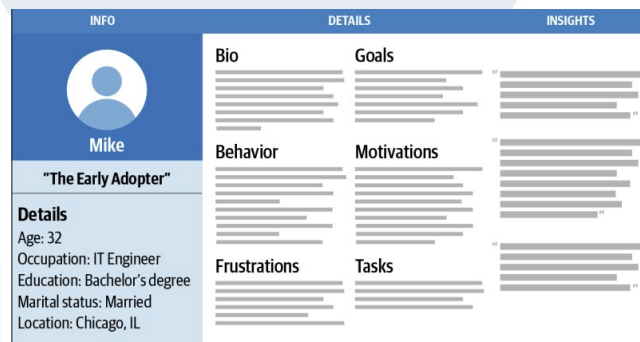 INFO
DETAILS
INSIGHTS
Mike
"The Early Adopter"
Details
Age: 32
Occupation: IT Engineer
Education: Bachelor's degree
Marital status: Married
Location: Chicago, IL
Bio
Goals
Behavior
Motivations
Frustrations
Tasks
"
"
"
"
"
"